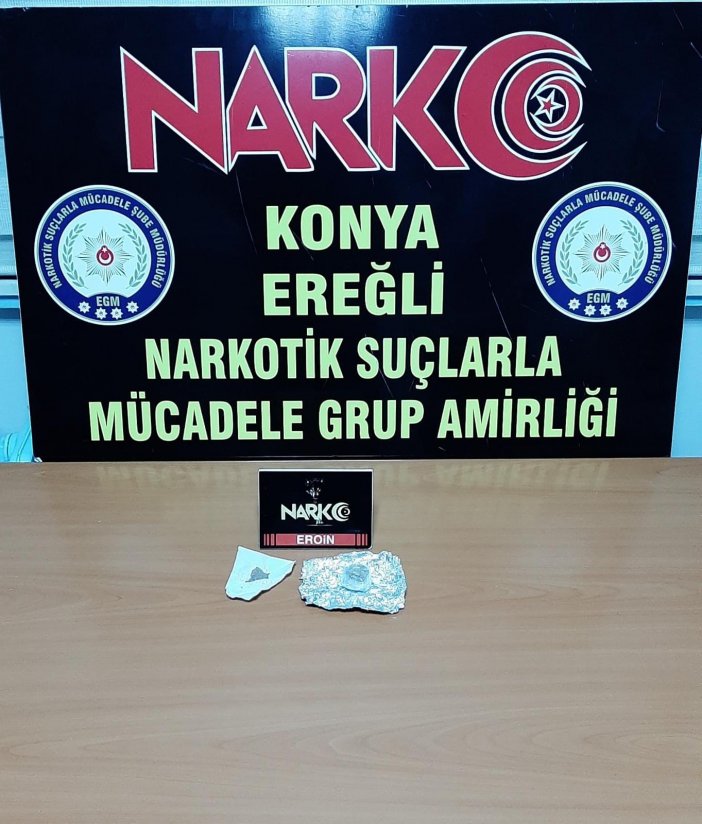 NARKO
NARKOTİK SUÇLARLA MÜCADELE ŞUBE MÜDÜRLÜĞÜ
EGM
NARKOTİK SUÇLARLA MÜCADELE ŞUBE MÜDÜRLÜĞÜ
EGM
KONYA
EREĞLİ
NARKOTİK SUÇLARLA
MÜCADELE GRUP AMİRLİĞİ
NARKO
EROİN